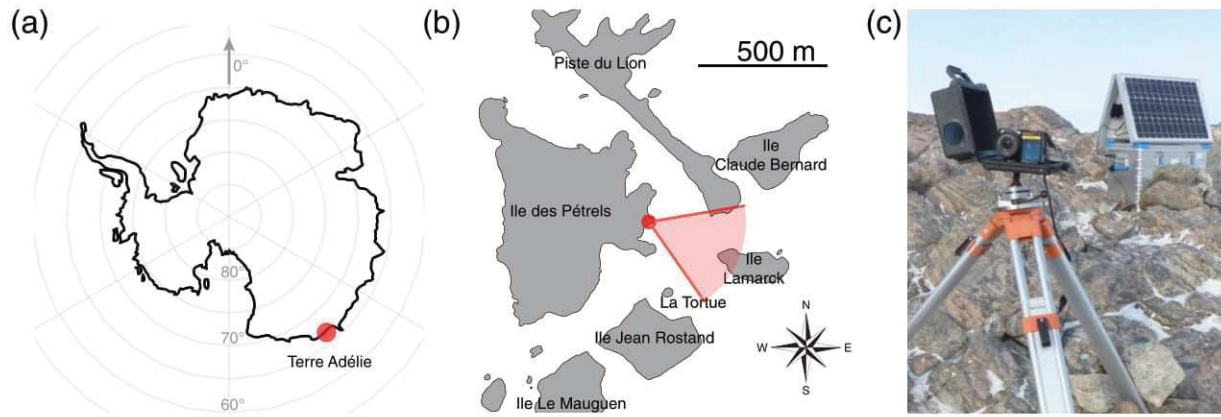 (a)
0°
80°
70°
Terre Adélie
60°
(b)
500 m
Piste du Lion
Ile
Claude Bernard
Ile des Pétrels
Ile
Lamarck
La Tortue
Ile Jean Rostand
N
W
E
S
Ile Le Mauguen
(c)